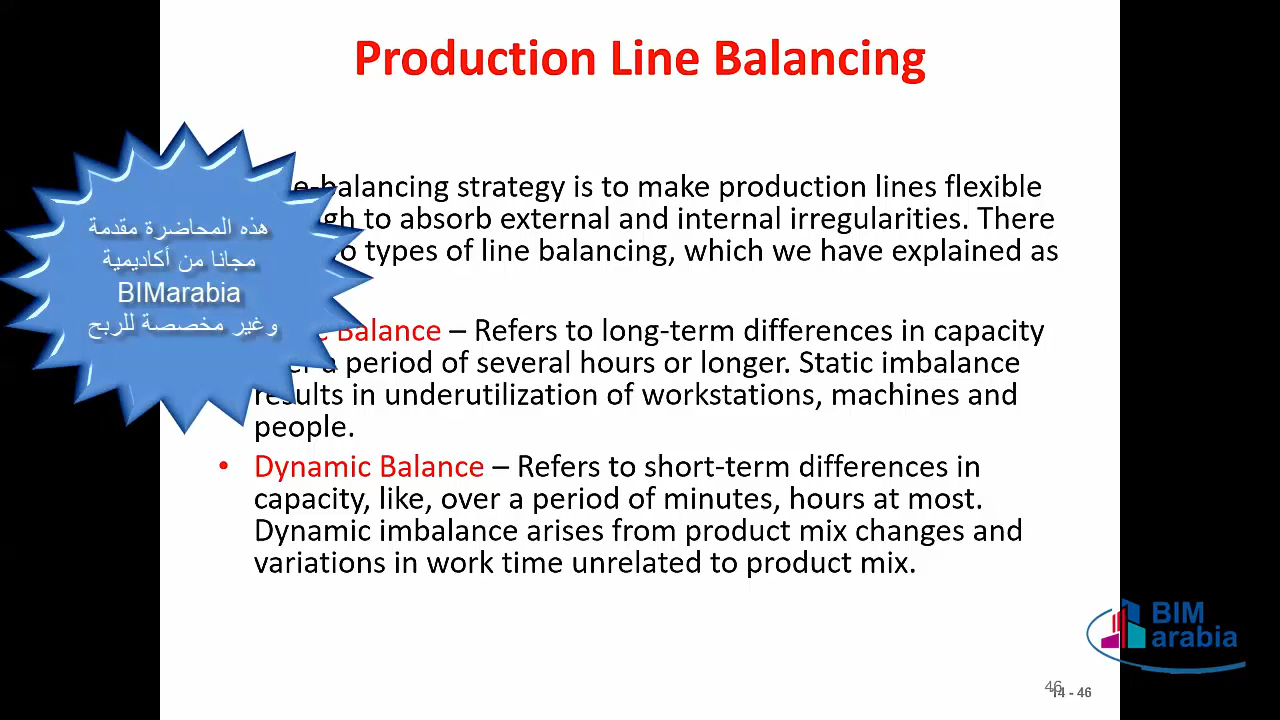 Production Line Balancing
balancing strategy is to make production lines flexible
to absorb external and internal irregularities. There
types of line balancing, which we have explained as
Balance – Refers to long-term differences in capacity
a period of several hours or longer. Static imbalance
results in underutilization of workstations, machines and
people.
• Dynamic Balance – Refers to short-term differences in
capacity, like, over a period of minutes, hours at most.
Dynamic imbalance arises from product mix changes and
variations in work time unrelated to product mix.
هذه المحاضرة مقدمة
مجانا من أكاديمية
BIMarabia
وغير مخصصة للربح
BIM
arabia
46
14 - 46